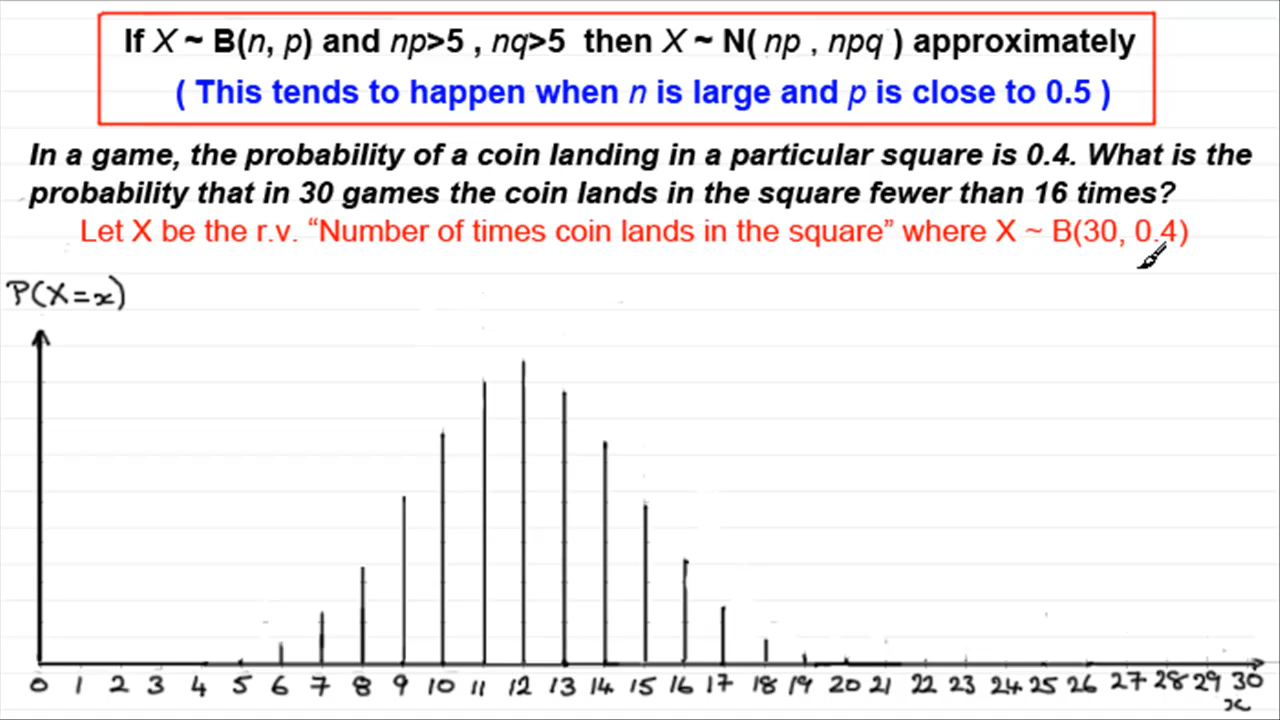 If X ~ B(n, p) and np>5 , nq>5 then X ~ N( np , npq ) approximately
( This tends to happen when n is large and p is close to 0.5 )
In a game, the probability of a coin landing in a particular square is 0.4. What is the
probability that in 30 games the coin lands in the square fewer than 16 times?
Let X be the r.v. “Number of times coin lands in the square” where X ~ B(30, 0.4)
P(X=x)
0 1 2 3 4 5 6 7 8 9 10 11 12 13 14 15 16 17 18 19 20 21 22 23 24 25 26 27 28 29 30
x